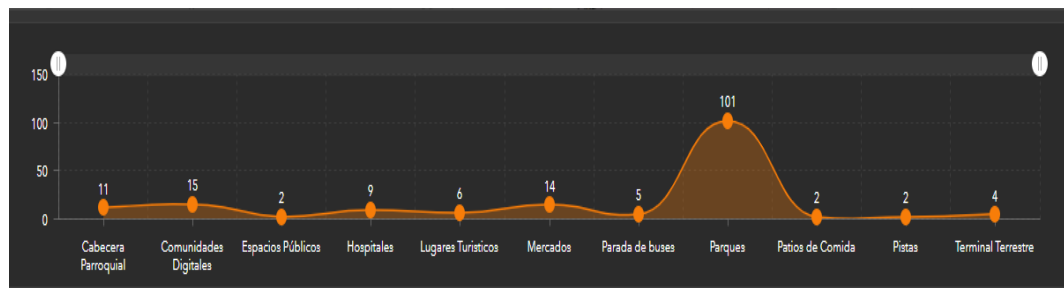 150
100
50
0
11
15
2
9
6
14
5
101
2
2
4
Cabecera
Parroquial
Comunidades
Digitales
Espacios Públicos
Hospitales
Lugares Turisticos
Mercados
Parada de buses
Parques
Patios de Comida
Pistas
Terminal Terrestre